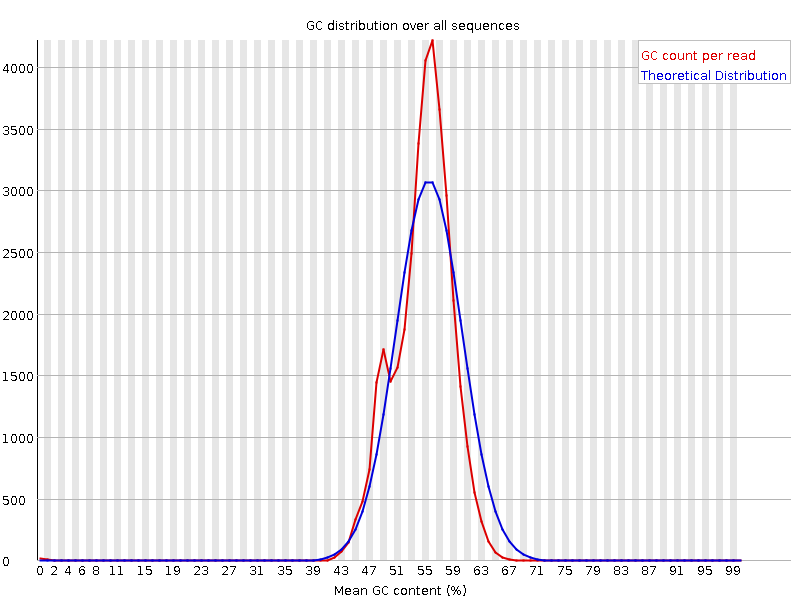 GC distribution over all sequences
GC count per read
Theoretical Distribution
4000
3500
3000
2500
2000
1500
1000
500
0
0 2 4 6 8 11 15 19 23 27 31 35 39 43 47 51 55 59 63 67 71 75 79 83 87 91 95 99
Mean GC content (%)